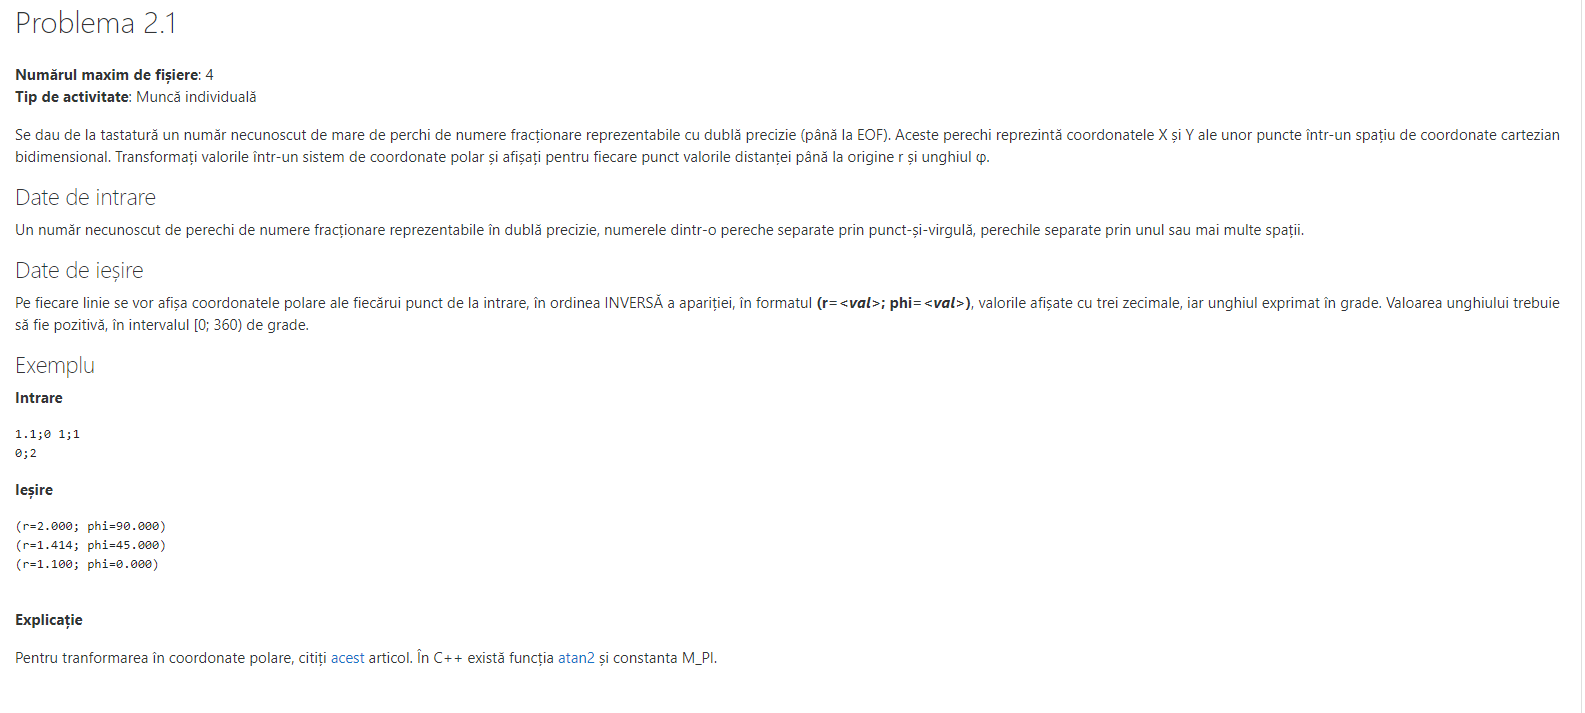 Problema 2.1
Numărul maxim de fișiere: 4
Tip de activitate: Muncă individuală
Se dau de la tastatură un număr necunoscut de mare de perchi de numere fracționare reprezentabile cu dublă precizie (până la EOF). Aceste perechi reprezintă coordonatele X și Y ale unor puncte într-un spațiu de coordonate cartezian
bidimensional. Transformați valorile într-un sistem de coordonate polar și afișați pentru fiecare punct valorile distanței până la origine r și unghiul φ.
Date de intrare
Un număr necunoscut de perechi de numere fracționare reprezentabile în dublă precizie, numerele dintr-o pereche separate prin punct-și-virgulă, perechile separate prin unul sau mai multe spații.
Date de ieșire
Pe fiecare linie se vor afișa coordonatele polare ale fiecărui punct de la intrare, în ordinea INVERSĂ a apariției, în formatul (r=<val>; phi=<val>), valorile afișate cu trei zecimale, iar unghiul exprimat în grade. Valoarea unghiului trebuie
să fie pozitivă, în intervalul [0; 360) de grade.
Exemplu
Intrare
1.1;0 1;1
0;2
Ieșire
(r=2.000; phi=90.000)
(r=1.414; phi=45.000)
(r=1.100; phi=0.000)
Explicație
Pentru tranformarea în coordonate polare, citiți acest articol. În C++ există funcția atan2 și constanta M_PI.